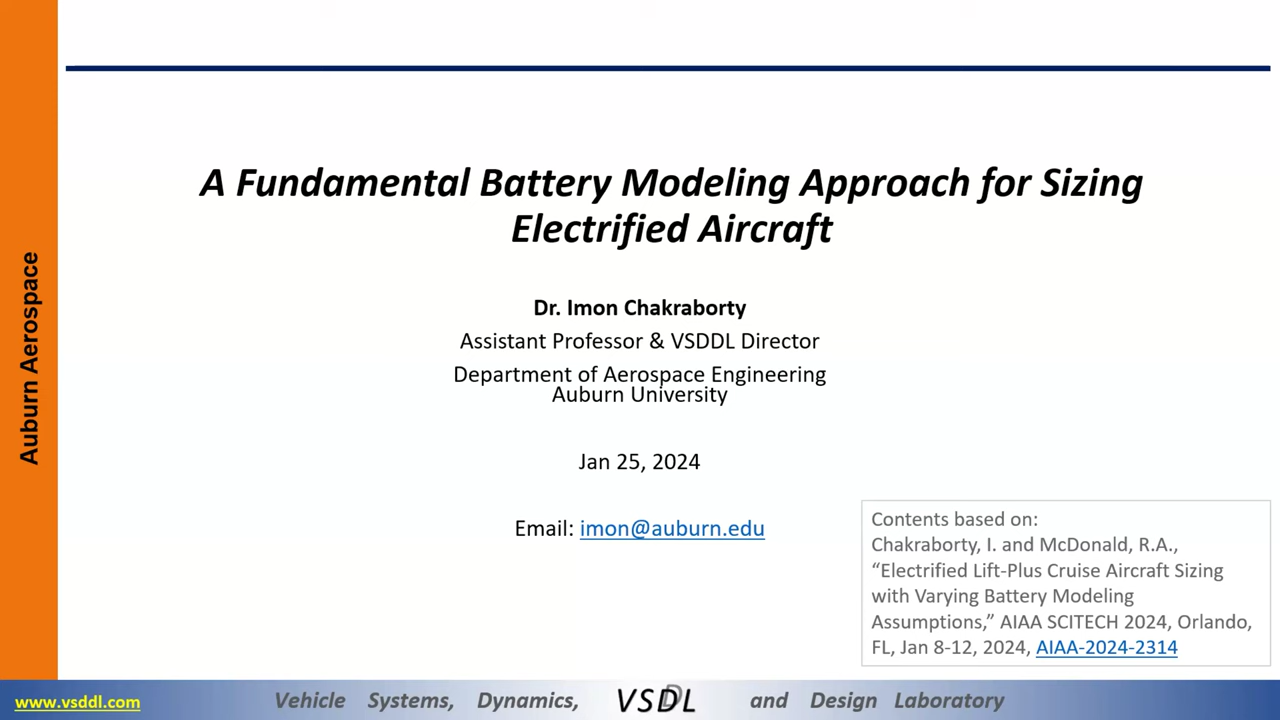 A Fundamental Battery Modeling Approach for Sizing
Electrified Aircraft
Dr. Imon Chakraborty
Assistant Professor & VSDDL Director
Department of Aerospace Engineering
Auburn University
Jan 25, 2024
Email: imon@auburn.edu
Contents based on:
Chakraborty, I. and McDonald, R.A.,
“Electrified Lift-Plus Cruise Aircraft Sizing
with Varying Battery Modeling
Assumptions,” AIAA SCITECH 2024, Orlando,
FL, Jan 8-12, 2024, AIAA-2024-2314
Auburn Aerospace
www.vsddl.com
Vehicle Systems, Dynamics, VSDDL and Design Laboratory